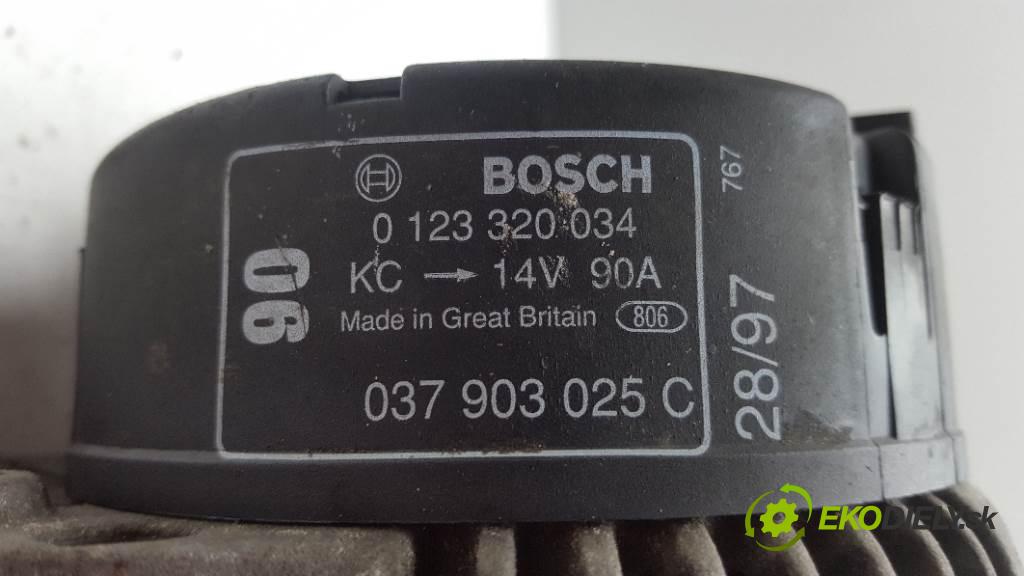 BOSCH
0 123 320 034
KC → 14V 90A
Made in Great Britain 806
037 903 025 C
90
767
28/97
EKODIELY.sk